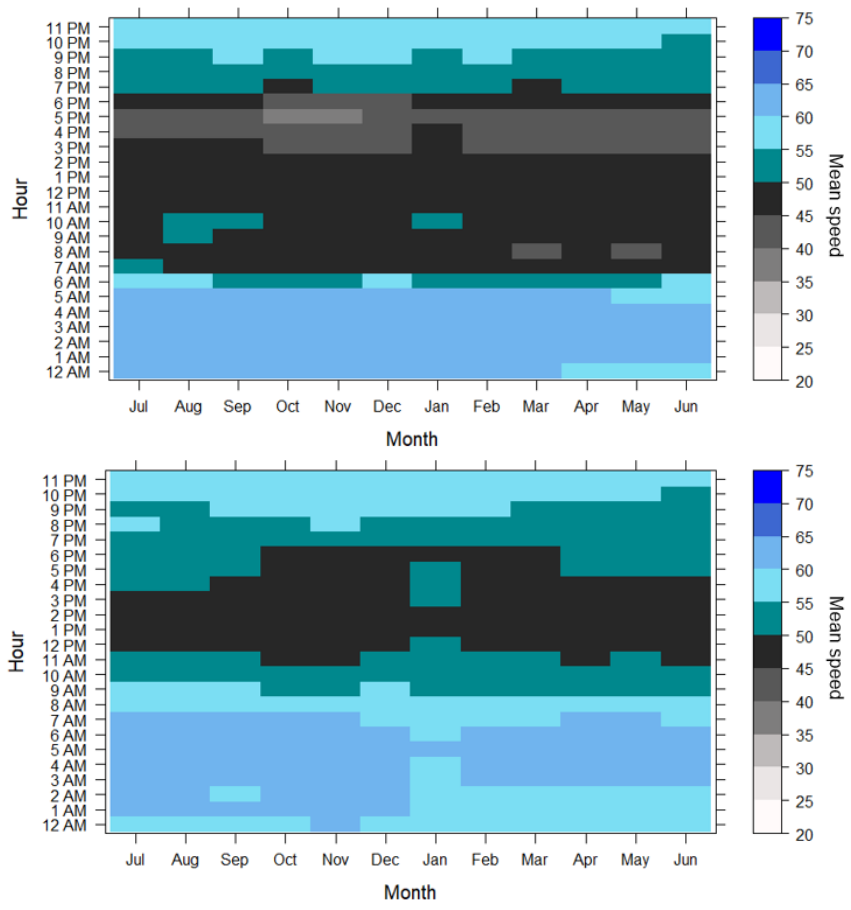 11 PM
10 PM
9 PM
8 PM
7 PM
6 PM
5 PM
4 PM
3 PM
2 PM
1 PM
12 PM
11 AM
10 AM
9 AM
8 AM
7 AM
6 AM
5 AM
4 AM
3 AM
2 AM
1 AM
12 AM
Hour
Jul Aug Sep Oct Nov Dec Jan Feb Mar Apr May Jun
Month
75
70
65
60
55
50
45
40
35
30
25
20
Mean speed
11 PM
10 PM
9 PM
8 PM
7 PM
6 PM
5 PM
4 PM
3 PM
2 PM
1 PM
12 PM
11 AM
10 AM
9 AM
8 AM
7 AM
6 AM
5 AM
4 AM
3 AM
2 AM
1 AM
12 AM
Hour
Jul Aug Sep Oct Nov Dec Jan Feb Mar Apr May Jun
Month
75
70
65
60
55
50
45
40
35
30
25
20
Mean speed